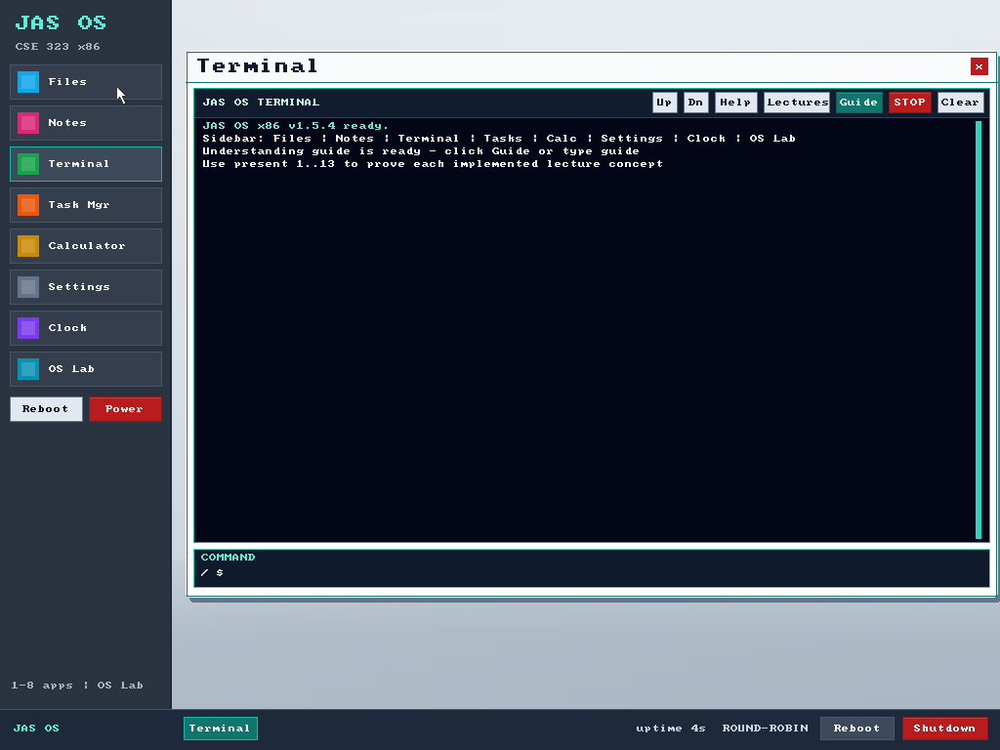 JAS OS
CSE 323 x86
Files
Notes
Terminal
Task Mgr
Calculator
Settings
Clock
OS Lab
Reboot Power
1-8 apps ¦ OS Lab
Terminal ×
JAS OS TERMINAL Up Dn Help Lectures Guide STOP Clear
JAS OS x86 v1.5.4 ready.
Sidebar: Files ¦ Notes ¦ Terminal ¦ Tasks ¦ Calc ¦ Settings ¦ Clock ¦ OS Lab
Understanding guide is ready - click Guide or type guide
Use present 1..13 to prove each implemented lecture concept
COMMAND
/ $
JAS OS Terminal uptime 4s ROUND-ROBIN Reboot Shutdown